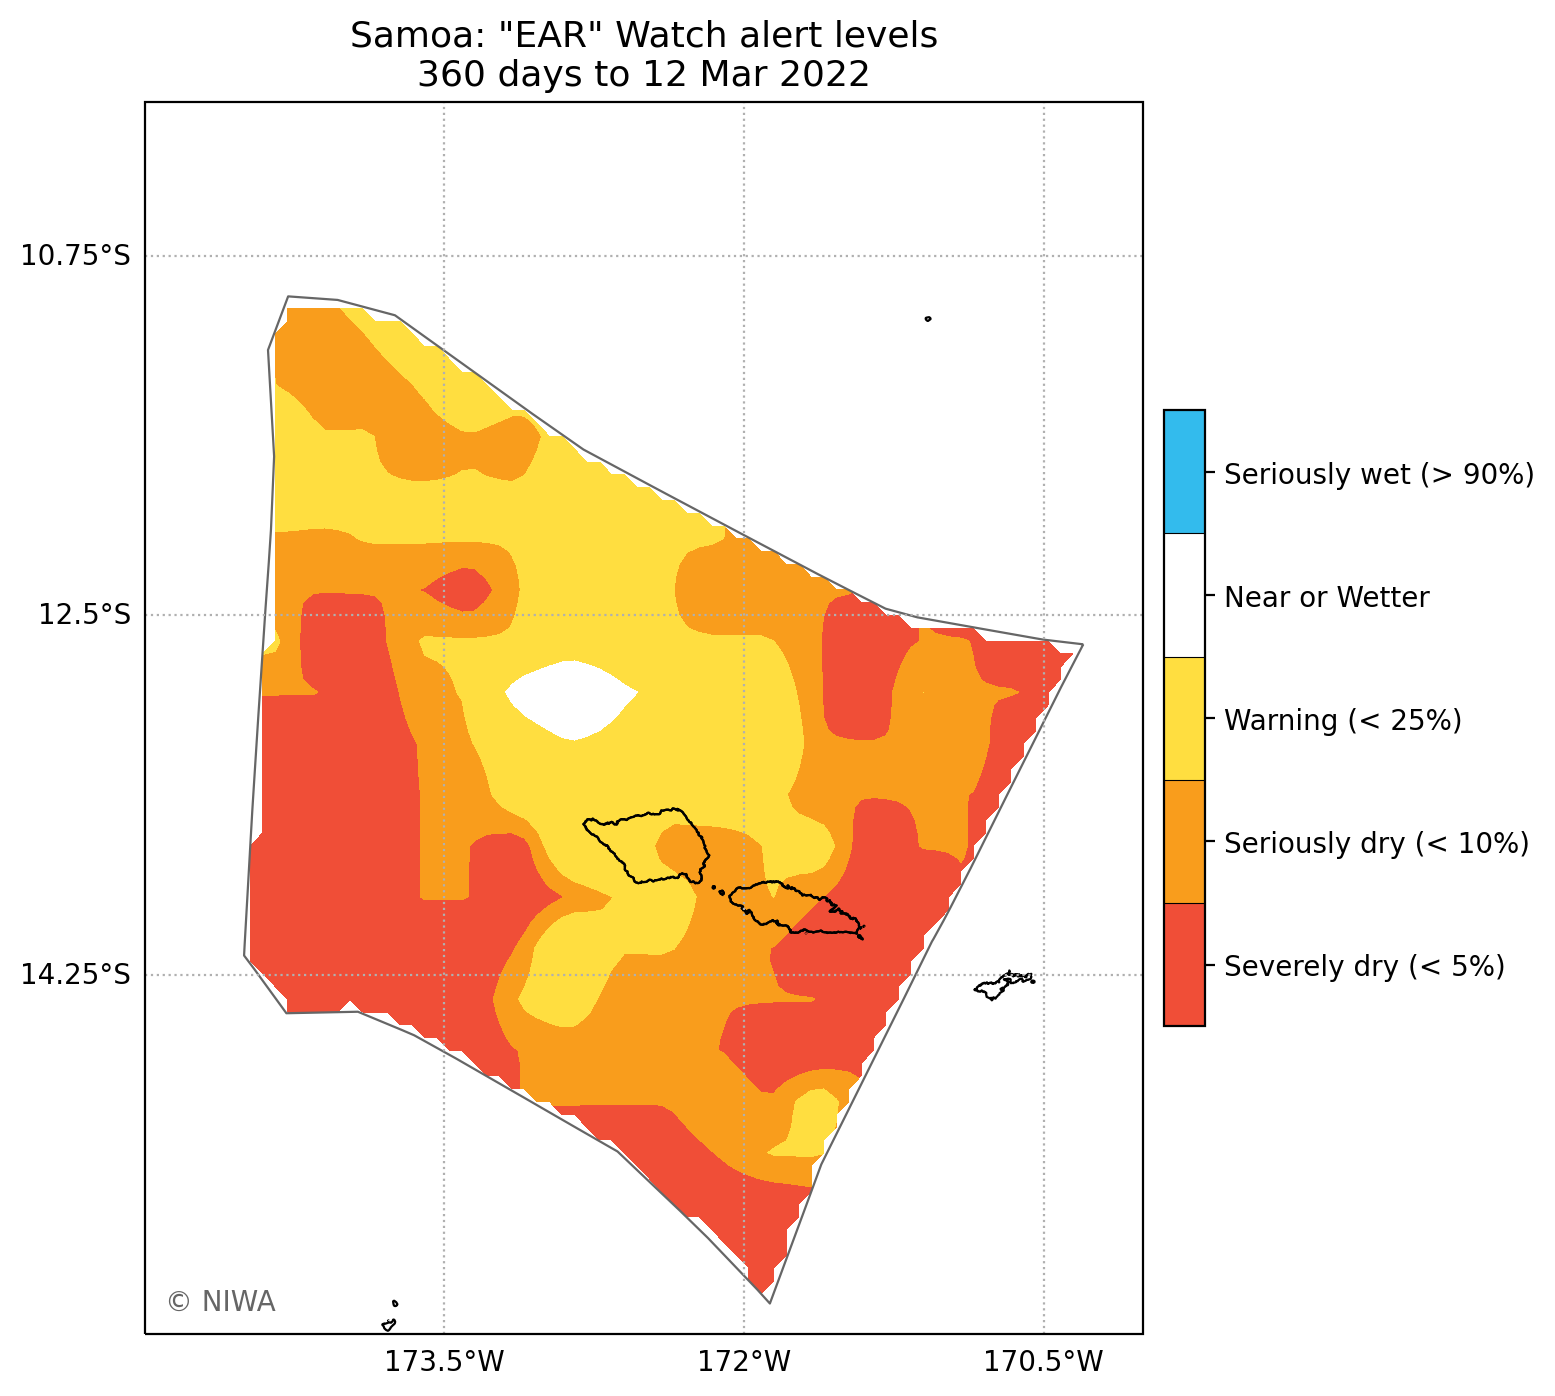 Samoa: "EAR" Watch alert levels
360 days to 12 Mar 2022
10.75°S
12.5°S
14.25°S
Seriously wet (> 90%)
Near or Wetter
Warning (< 25%)
Seriously dry (< 10%)
Severely dry (< 5%)
© NIWA
173.5°W
172°W
170.5°W